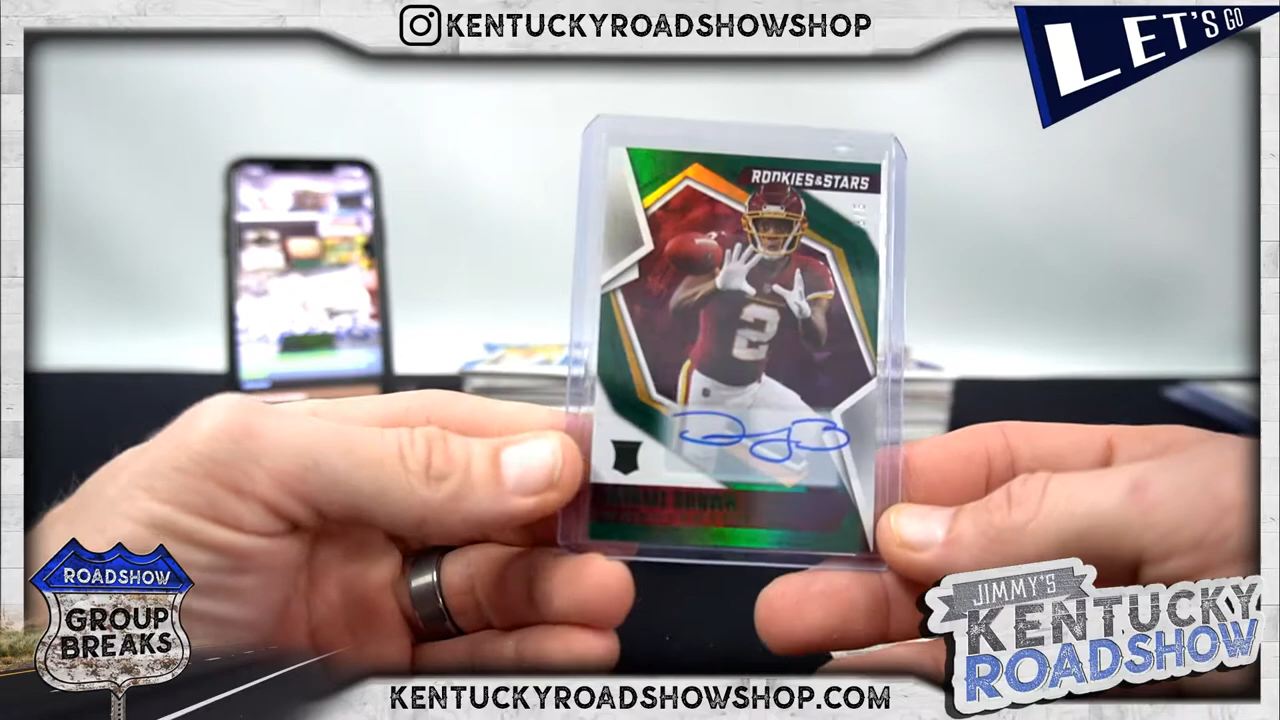 KENTUCKYROADSHOWSHOP
LET'S GO
ROOKIES&STARS
2
ROADSHOW
GROUP
BREAKS
JIMMY'S
KENTUCKY
ROADSHOW
KENTUCKYROADSHOWSHOP.COM